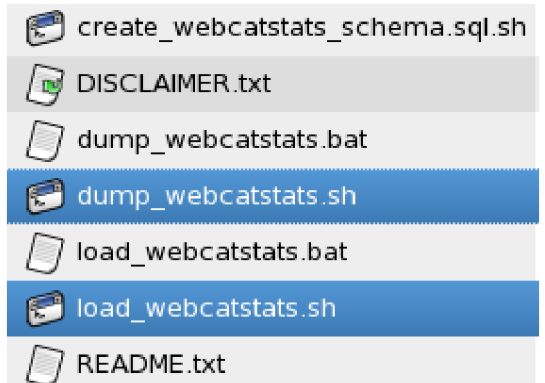 create_webcatstats_schema.sql.sh
DISCLAIMER.txt
dump_webcatstats.bat
dump_webcatstats.sh
load_webcatstats.bat
load_webcatstats.sh
README.txt